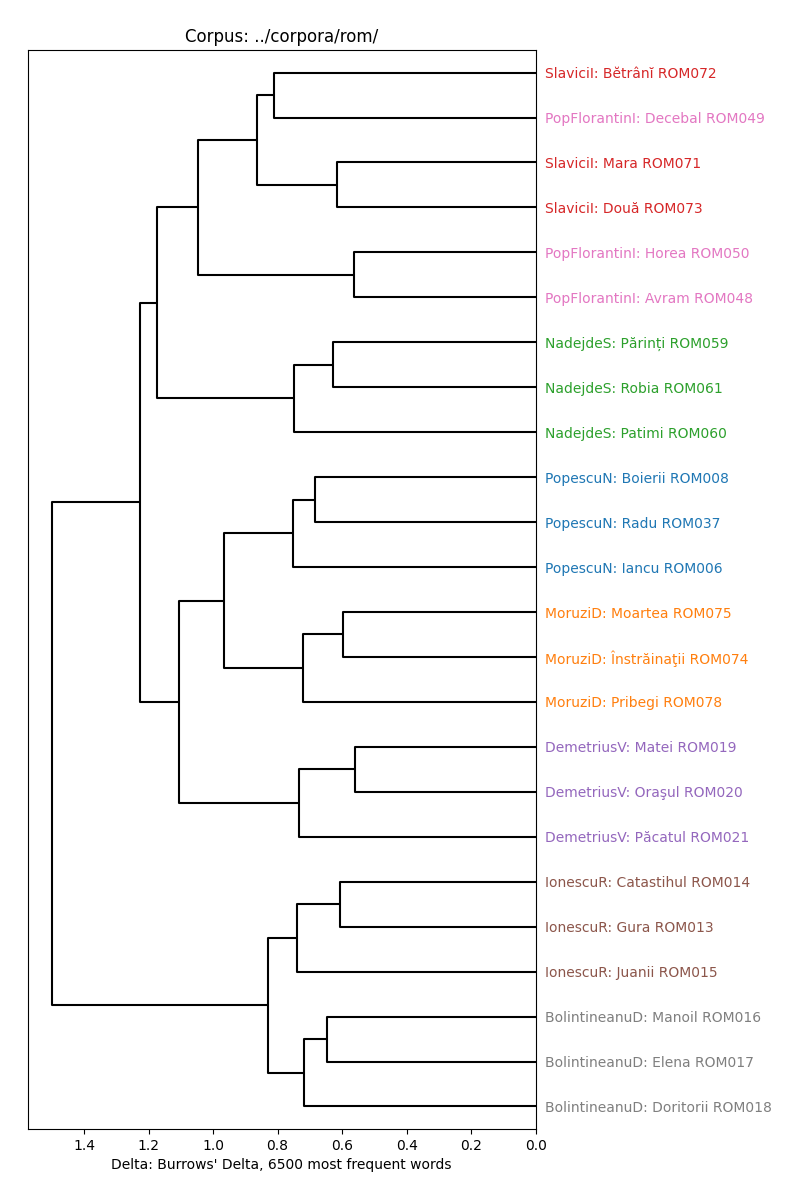 Corpus: ../corpora/rom/
SlaviciI: Bĕtrânĭ ROM072
PopFlorantinI: Decebal ROM049
SlaviciI: Mara ROM071
SlaviciI: Două ROM073
PopFlorantinI: Horea ROM050
PopFlorantinI: Avram ROM048
NadejdeS: Părinți ROM059
NadejdeS: Robia ROM061
NadejdeS: Patimi ROM060
PopescuN: Boierii ROM008
PopescuN: Radu ROM037
PopescuN: Iancu ROM006
MoruziD: Moartea ROM075
MoruziD: Înstrăinaţii ROM074
MoruziD: Pribegi ROM078
DemetriusV: Matei ROM019
DemetriusV: Oraşul ROM020
DemetriusV: Păcatul ROM021
IonescuR: Catastihul ROM014
IonescuR: Gura ROM013
IonescuR: Juanii ROM015
BolintineanuD: Manoil ROM016
BolintineanuD: Elena ROM017
BolintineanuD: Doritorii ROM018
1.4 1.2 1.0 0.8 0.6 0.4 0.2 0.0
Delta: Burrows' Delta, 6500 most frequent words